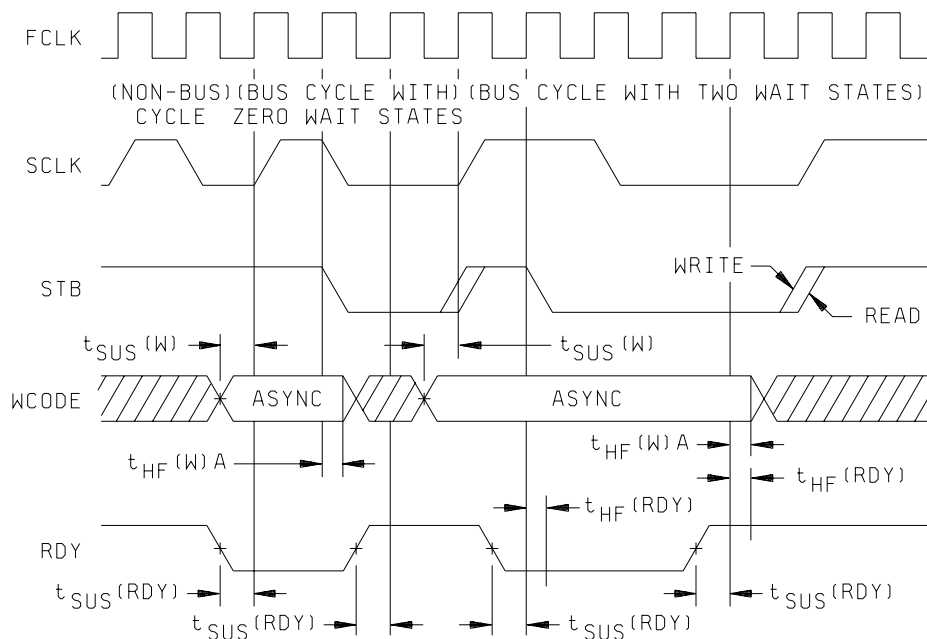 FCLK
(NON-BUS)(BUS CYCLE WITH)(BUS CYCLE WITH TWO WAIT STATES)
CYCLE ZERO WAIT STATES
SCLK
STB
WRITE
READ
tSUS(W)
tSUS(W)
WCODE
ASYNC
ASYNC
tHF(W)A
tHF(W)A
tHF(RDY)
tHF(RDY)
RDY
tSUS(RDY)
tSUS(RDY)
tSUS(RDY)
tSUS(RDY)